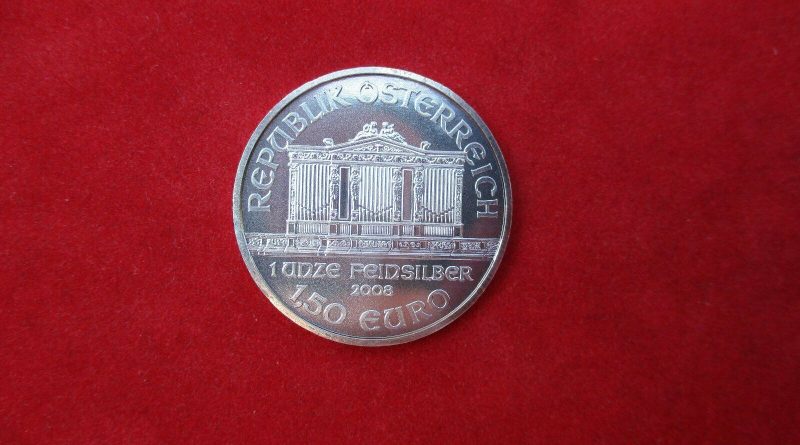 REPUBLIK ÖSTERREICH
1 UNZE FEINSILBER
2008
1,50 EURO